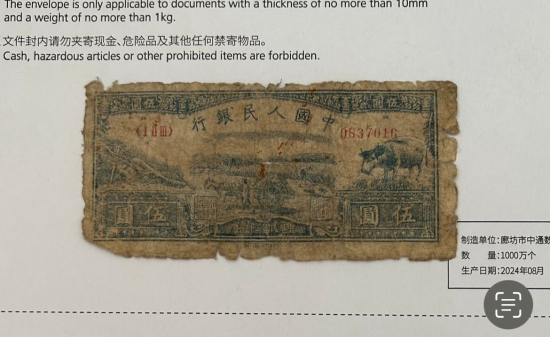 The envelope is only applicable to documents with a thickness of no more than 10mm
and a weight of no more than 1kg.
文件封内请勿夹寄现金、危险品及其他任何禁寄物品。
Cash, hazardous articles or other prohibited items are forbidden.
行銀民人國中
0837016
圓伍
圓伍
制造单位:廊坊市中通数
数 量:1000万个
生产日期:2024年08月